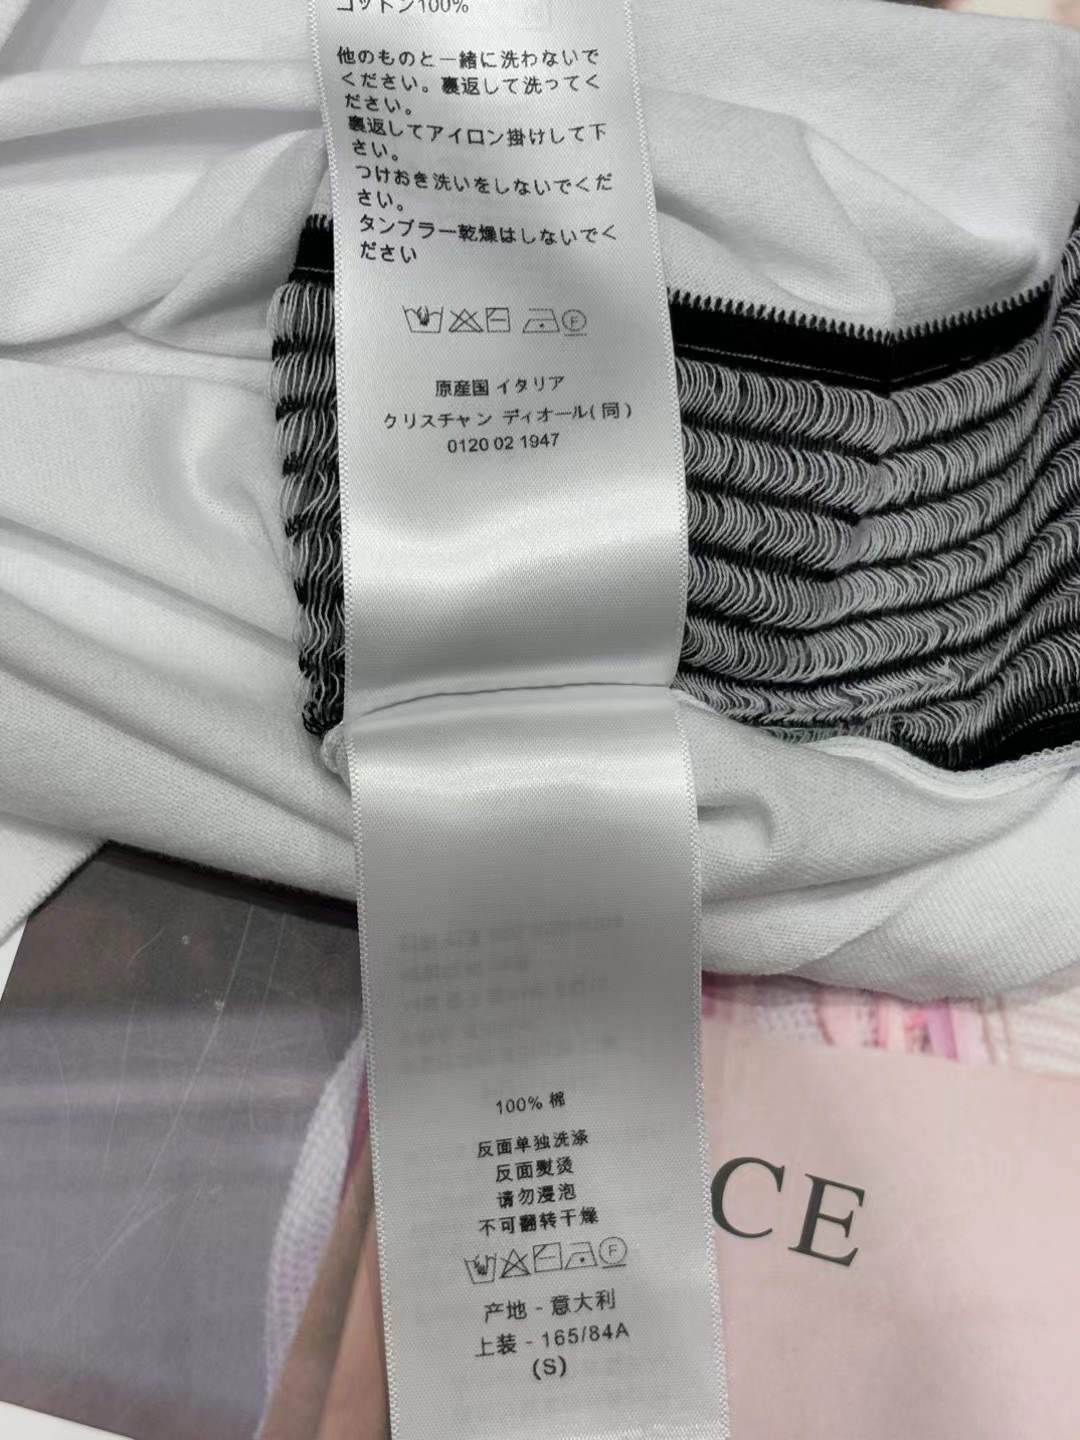 コットン100%
他のものと一緒に洗わないで
ください。裏返して洗ってく
ださい。
裏返してアイロン掛けして下
さい。
つけおき洗いをしないでくだ
さい。
タンブラー乾燥はしないでく
ださい
F
原産国 イタリア
クリスチャン ディオール(同)
0120 02 1947
100% 棉
反面单独洗涤
反面熨烫
请勿漫泡
不可翻转干燥
F
产地 - 意大利
上装 - 165/84A
(S)
CE